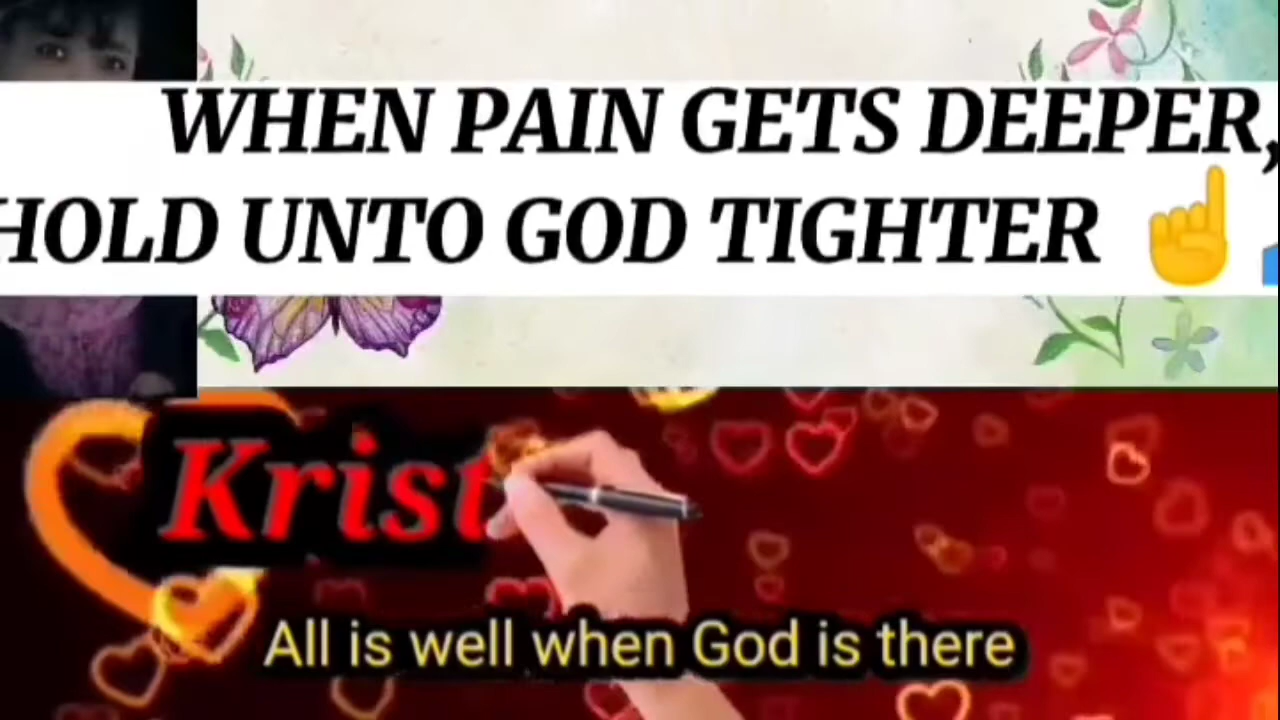 WHEN PAIN GETS DEEPER,
HOLD UNTO GOD TIGHTER ☝
Krist
All is well when God is there